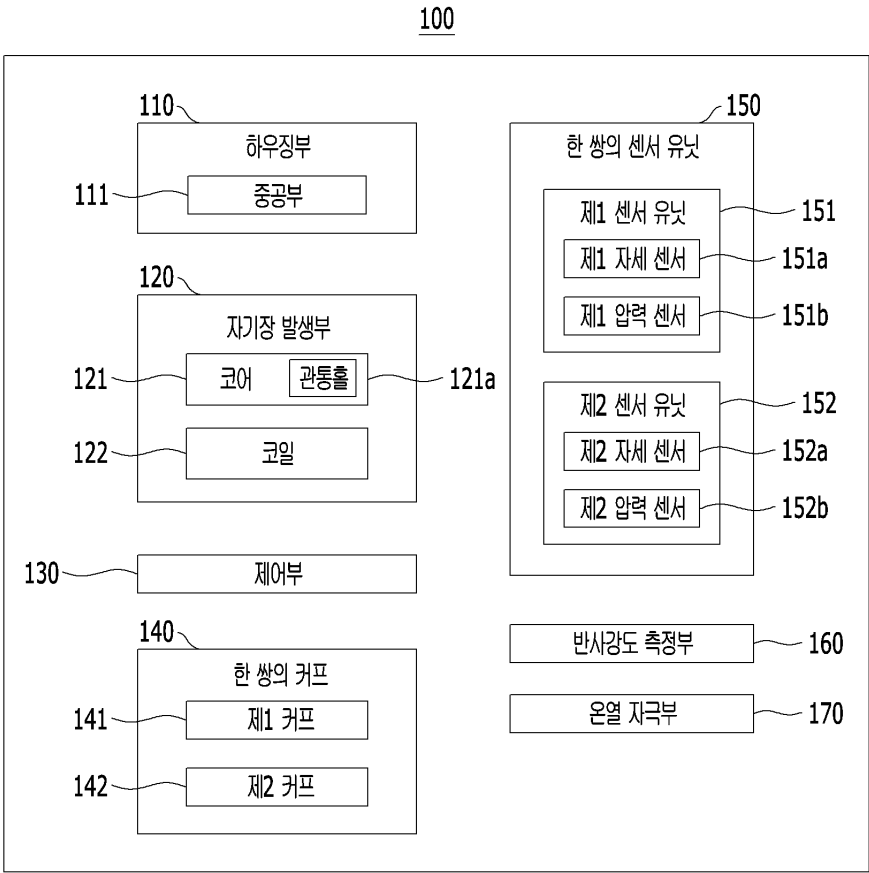 100
110
하우징부
111
중공부
120
자기장 발생부
121
코어
관통홀
121a
122
코일
130
제어부
140
한 쌍의 커프
141
제1 커프
142
제2 커프
150
한 쌍의 센서 유닛
제1 센서 유닛
151
제1 자세 센서
151a
제1 압력 센서
151b
제2 센서 유닛
152
제2 자세 센서
152a
제2 압력 센서
152b
반사강도 측정부
160
온열 자극부
170